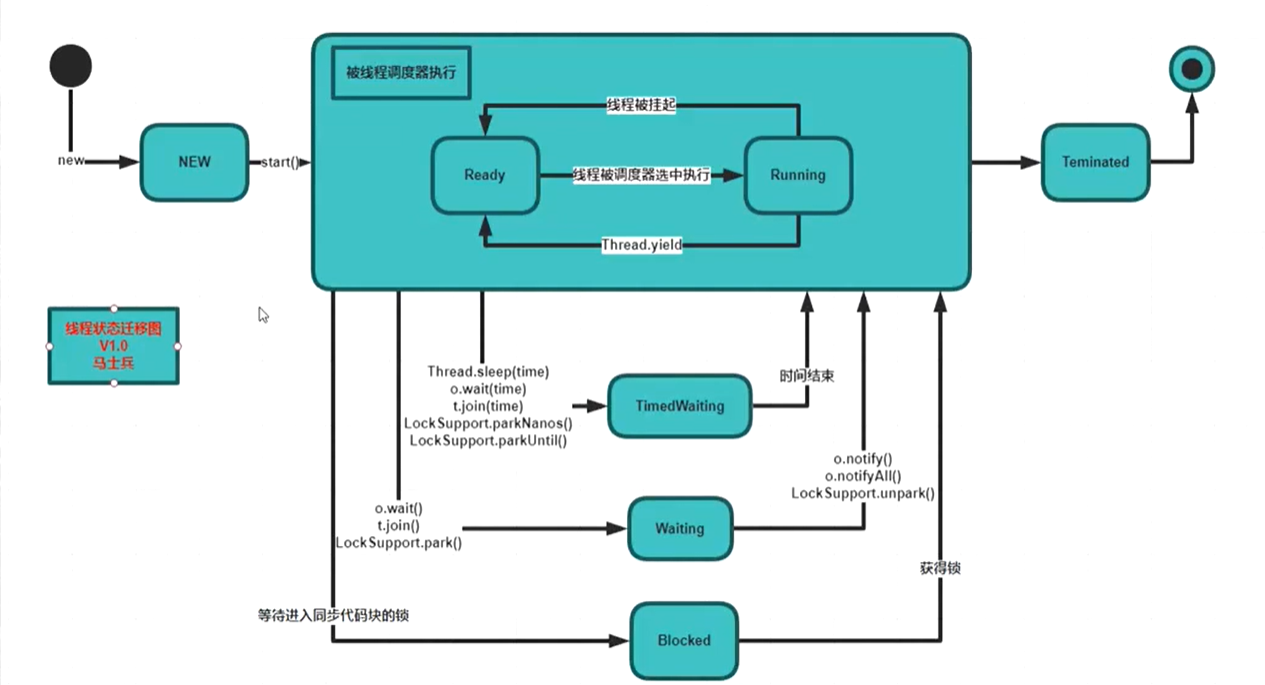 被线程调度器执行
线程被挂起
new
NEW
start()
Ready
线程被调度器选中执行
Running
Teminated
Thread.yield
线程状态迁移图
V1.0
马士兵
Thread.sleep(time)
o.wait(time)
t.join(time)
LockSupport.parkNanos()
LockSupport.parkUntil()
TimedWaiting
时间结束
o.wait()
t.join()
LockSupport.park()
Waiting
o.notify()
o.notifyAll()
LockSupport.unpark()
等待进入同步代码块的锁
Blocked
获得锁